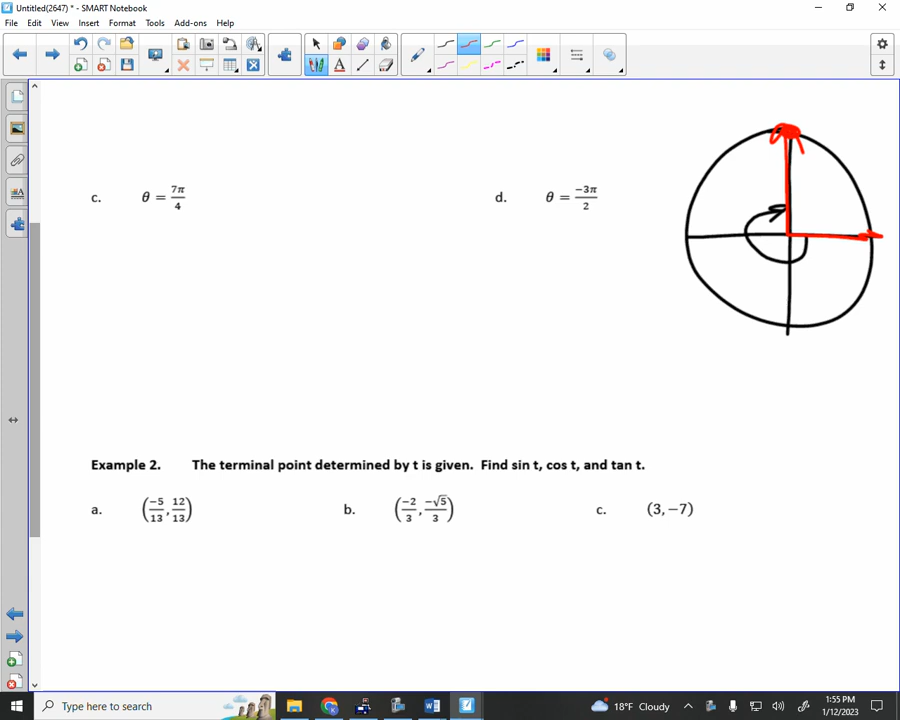 Untitled(2647) * - SMART Notebook
File Edit View Insert Format Tools Add-ons Help
c. θ = 7π/4 d. θ = -3π/2
Example 2. The terminal point determined by t is given. Find sin t, cos t, and tan t.
a. (-5/13, 12/13) b. (-2/3, -√5/3) c. (3, -7)
Type here to search
18°F Cloudy
1:55 PM
1/12/2023